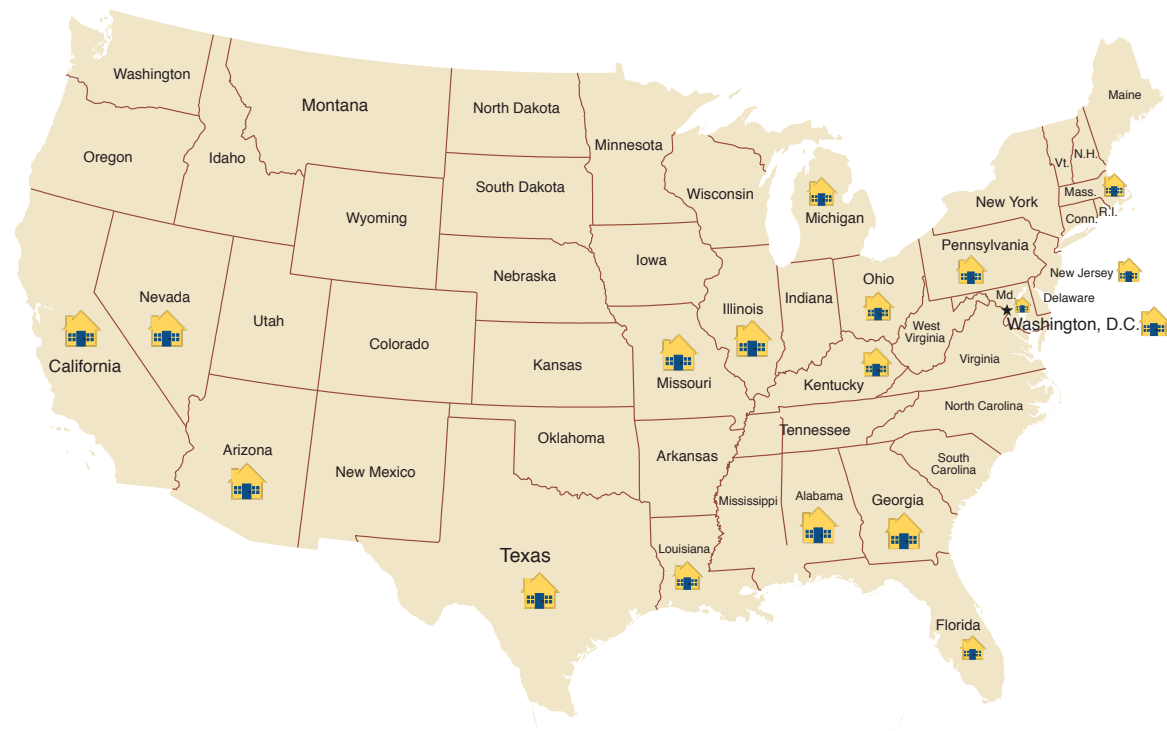 Washington
Montana
North Dakota
Minnesota
Maine
Oregon
Idaho
South Dakota
Wisconsin
Vt.
N.H.
Wyoming
Michigan
New York
Mass.
Conn.
R.I.
Nebraska
Iowa
Pennsylvania
New Jersey
Nevada
Utah
Colorado
Illinois
Indiana
Ohio
Md.
Delaware
Washington, D.C.
West
Virginia
Virginia
California
Kansas
Missouri
Kentucky
North Carolina
Tennessee
Arizona
New Mexico
Oklahoma
Arkansas
South
Carolina
Mississippi
Alabama
Georgia
Texas
Louisiana
Florida